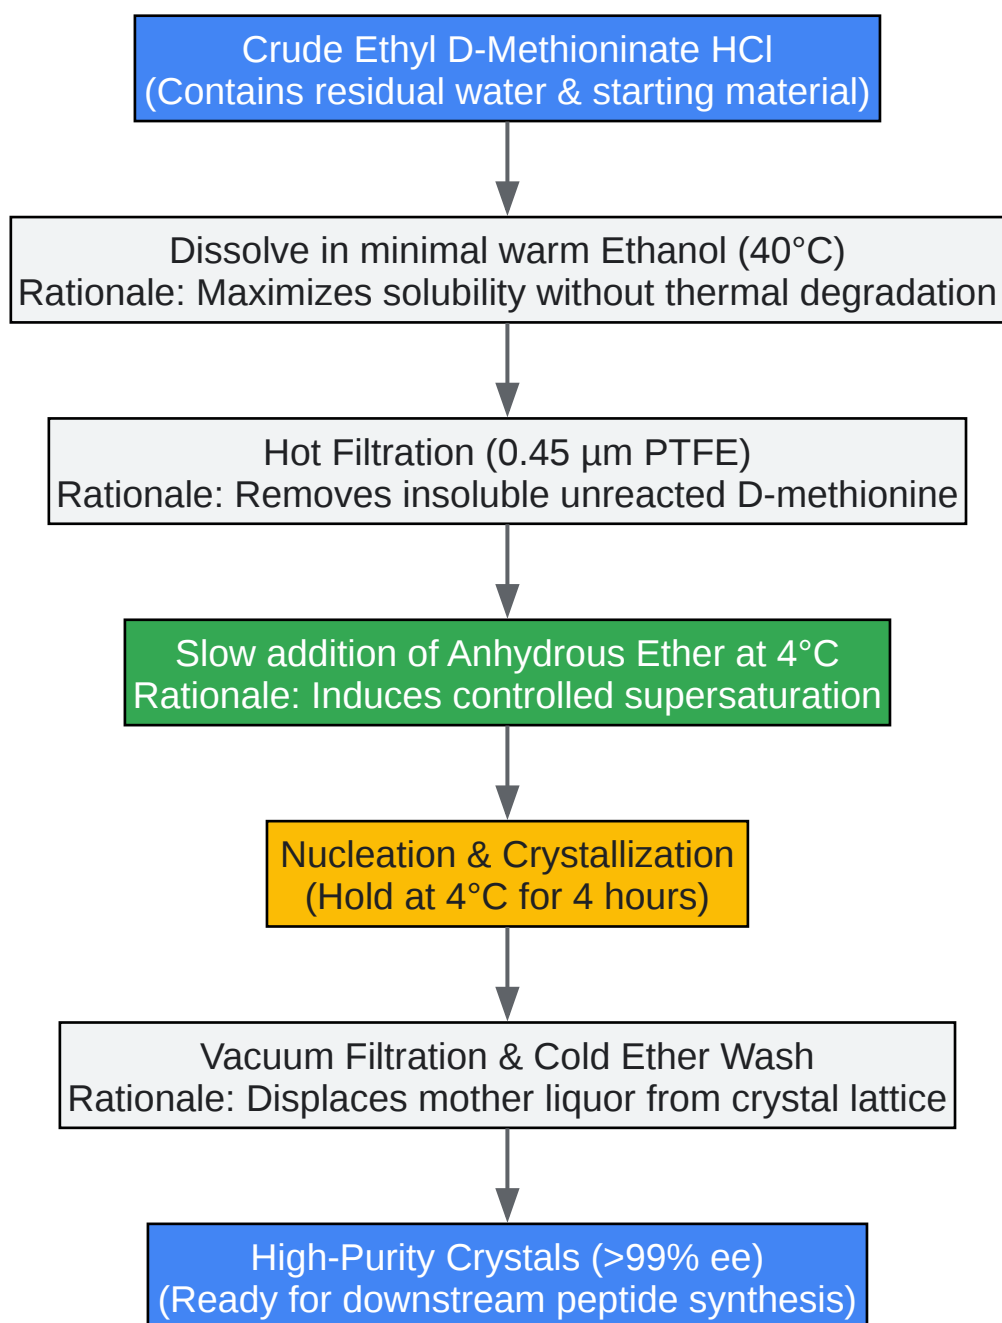 Crude Ethyl D-Methioninate HCl
(Contains residual water & starting material)
Dissolve in minimal warm Ethanol (40°C)
Rationale: Maximizes solubility without thermal degradation
Hot Filtration (0.45 µm PTFE)
Rationale: Removes insoluble unreacted D-methionine
Slow addition of Anhydrous Ether at 4°C
Rationale: Induces controlled supersaturation
Nucleation & Crystallization
(Hold at 4°C for 4 hours)
Vacuum Filtration & Cold Ether Wash
Rationale: Displaces mother liquor from crystal lattice
High-Purity Crystals (>99% ee)
(Ready for downstream peptide synthesis)